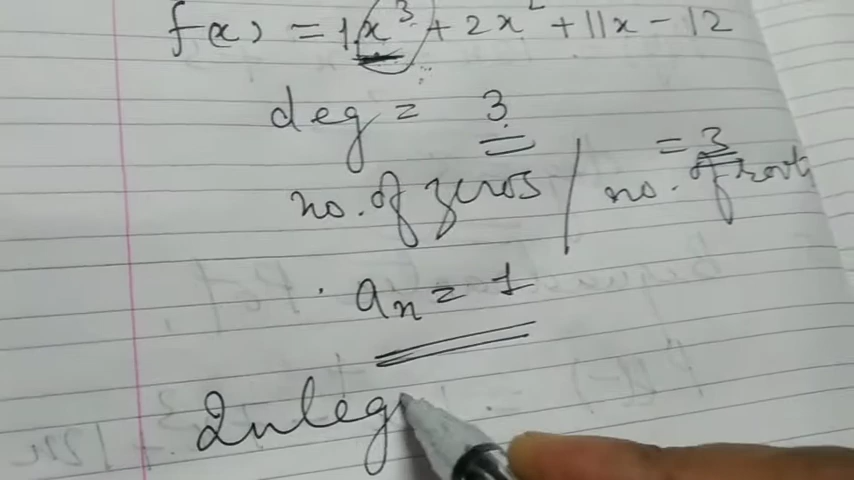 f(x) = 1x³ + 2x² + 11x - 12
deg = 3
no. of zeros / no. of roots = 3
aₙ = 1
Integ